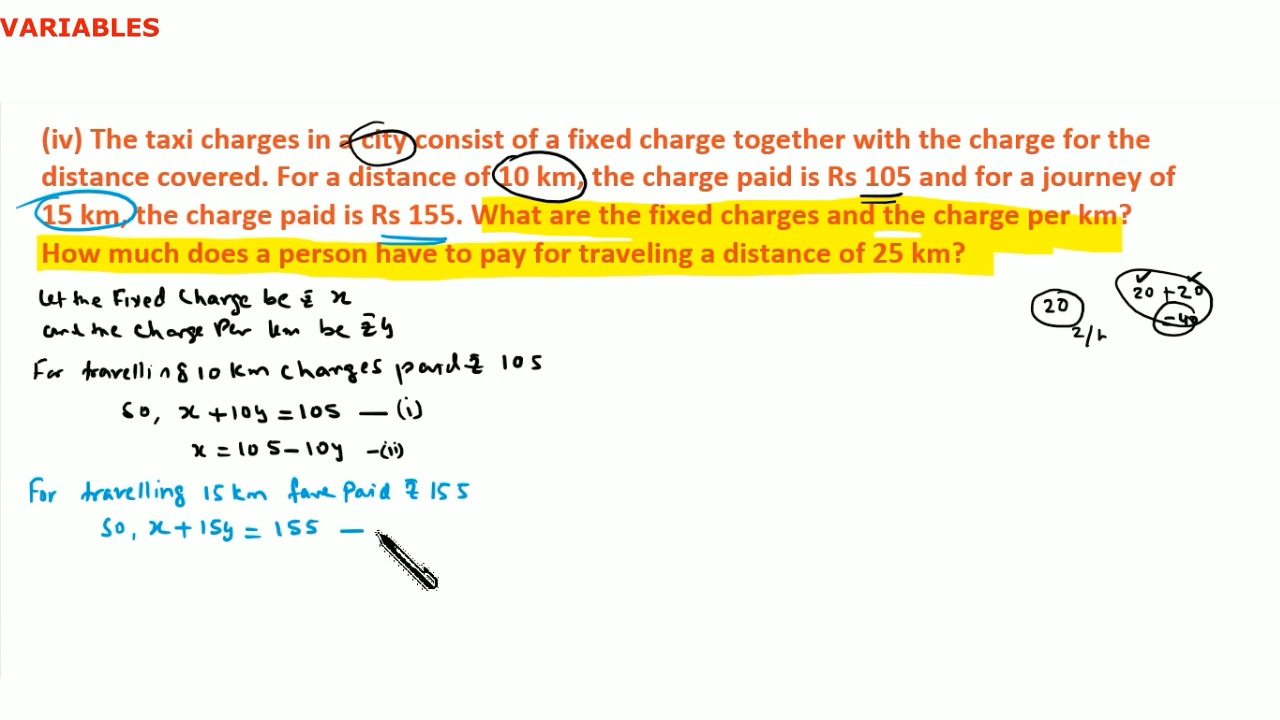 VARIABLES
(iv) The taxi charges in a city consist of a fixed charge together with the charge for the
distance covered. For a distance of 10 km, the charge paid is Rs 105 and for a journey of
15 km, the charge paid is Rs 155. What are the fixed charges and the charge per km?
How much does a person have to pay for traveling a distance of 25 km?
Let the Fixed Charge be ₹ x
and the Charge Per km be ₹ y
For travelling 10 km charges paid ₹ 105
So, x + 10y = 105 — (i)
x = 105 - 10y - (ii)
For travelling 15 km fare Paid ₹ 155
So, x + 15y = 155 —
20
2/
20 + 20
- 40